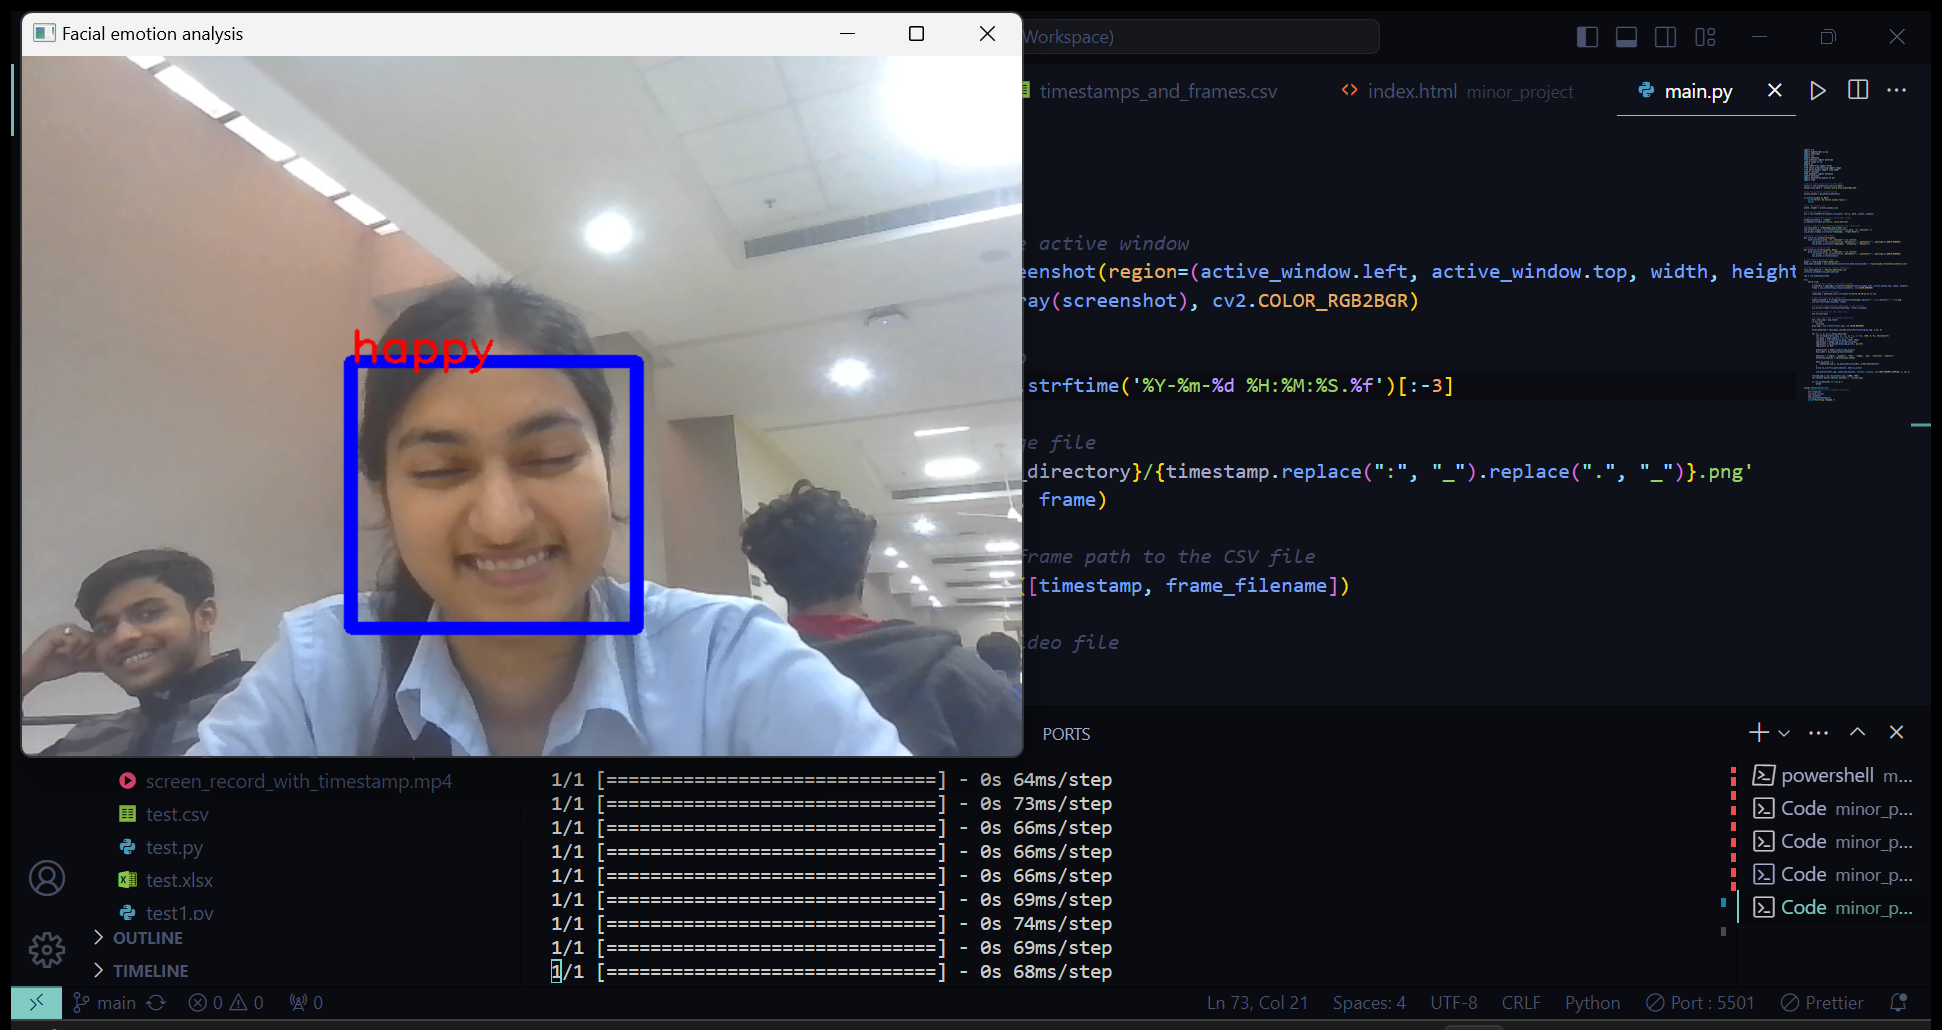 Facial emotion analysis
Workspace)
timestamps_and_frames.csv
index.html minor_project
main.py
happy
active window
eenshot(region=(active_window.left, active_window.top, width, height
ray(screenshot), cv2.COLOR_RGB2BGR)
.strftime('%Y-%m-%d %H:%M:%S.%f')[:-3]
ge file
_directory}/{timestamp.replace(":", "_").replace(".", "_")}.png'
frame)
frame path to the CSV file
([timestamp, frame_filename])
ideo file
PORTS
screen_record_with_timestamp.mp4
test.csv
test.py
test.xlsx
test1.py
OUTLINE
TIMELINE
1/1 [==============================] - 0s 64ms/step
1/1 [==============================] - 0s 73ms/step
1/1 [==============================] - 0s 66ms/step
1/1 [==============================] - 0s 66ms/step
1/1 [==============================] - 0s 66ms/step
1/1 [==============================] - 0s 69ms/step
1/1 [==============================] - 0s 74ms/step
1/1 [==============================] - 0s 69ms/step
1/1 [==============================] - 0s 68ms/step
powershell m...
Code minor_p...
Code minor_p...
Code minor_p...
Code minor_p...
main 0 0 0 Ln 73, Col 21 Spaces: 4 UTF-8 CRLF Python Port : 5501 Prettier